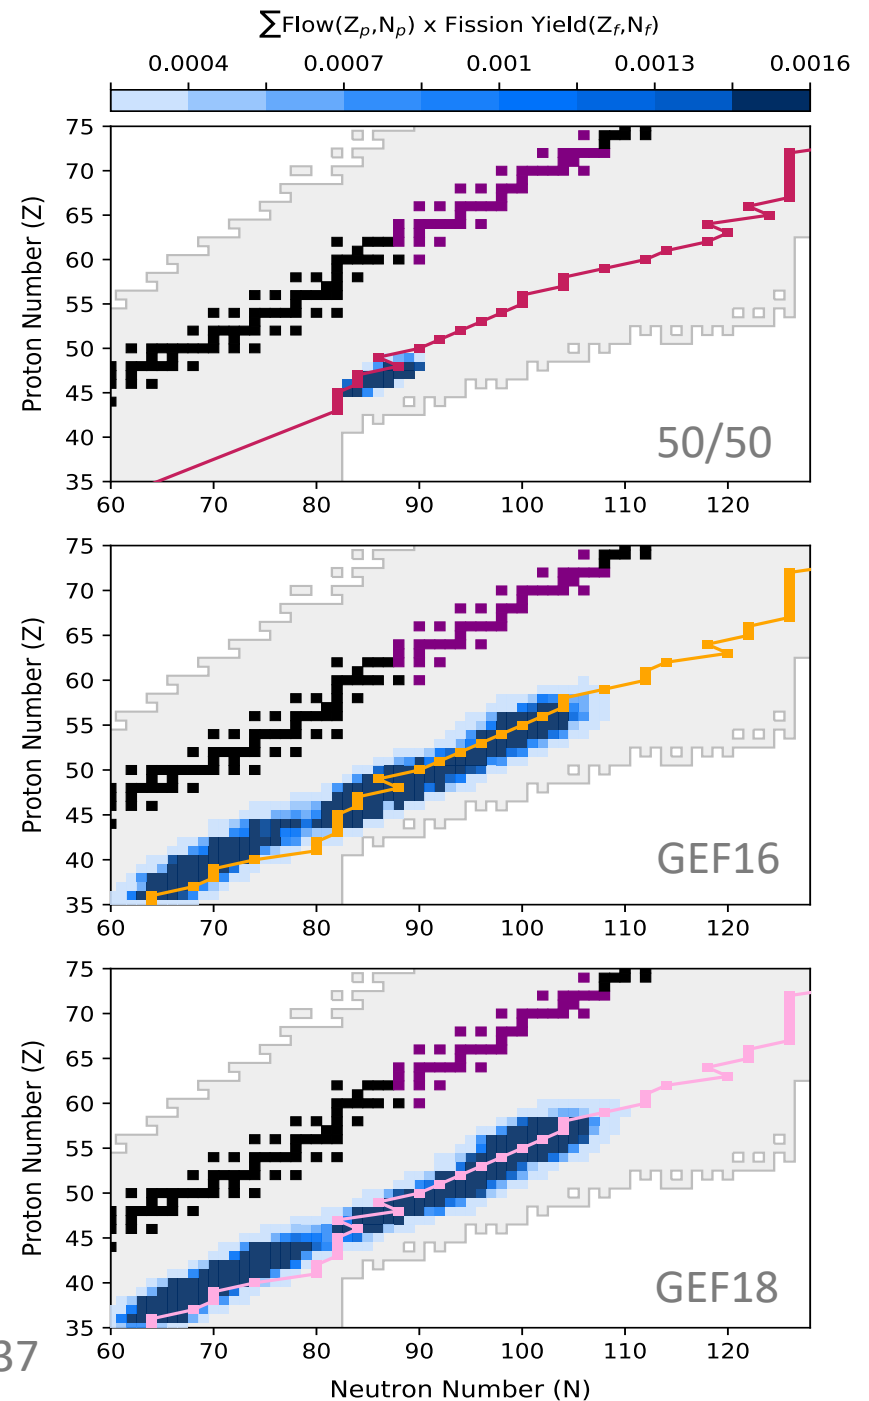 ∑Flow(Zₚ,Nₚ) x Fission Yield(Z_f,N_f)
0.0004 0.0007 0.001 0.0013 0.0016
75
70
65
60
55
50
45
40
35
Proton Number (Z)
50/50
60 70 80 90 100 110 120
75
70
65
60
55
50
45
40
35
Proton Number (Z)
GEF16
60 70 80 90 100 110 120
75
70
65
60
55
50
45
40
35
Proton Number (Z)
GEF18
60 70 80 90 100 110 120
Neutron Number (N)
37